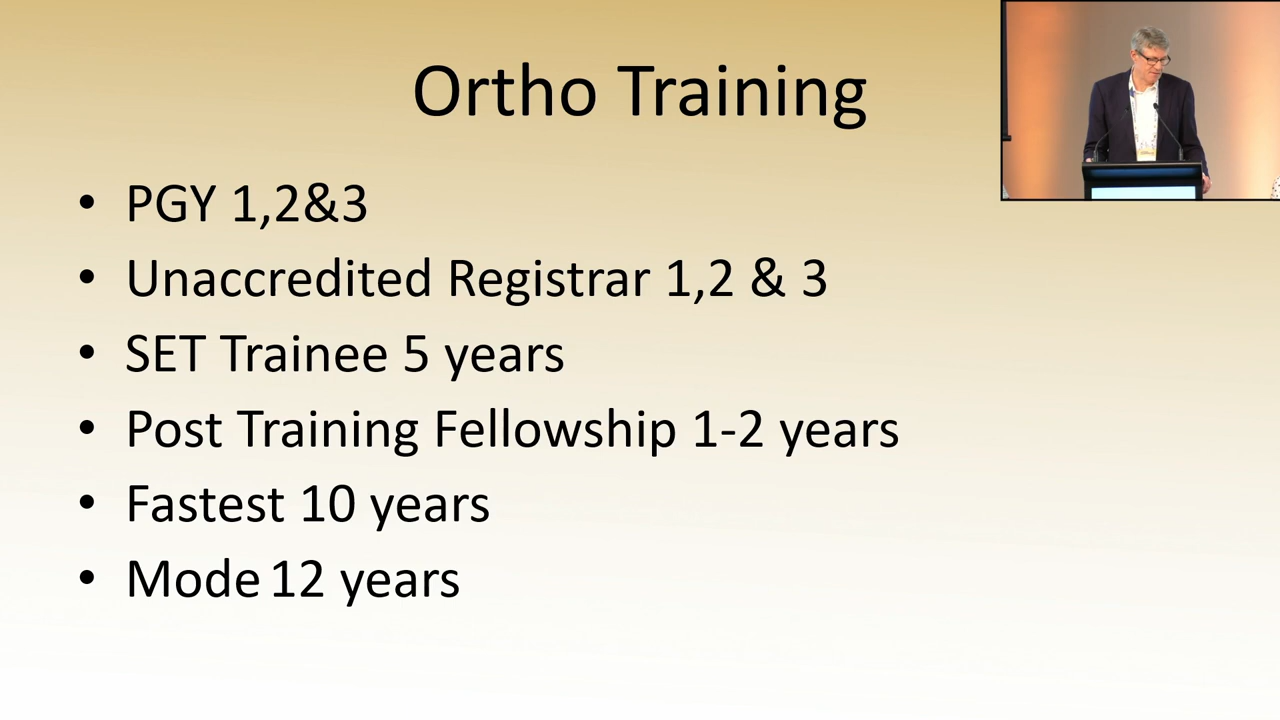 Ortho Training
• PGY 1,2&3
• Unaccredited Registrar 1,2 & 3
• SET Trainee 5 years
• Post Training Fellowship 1-2 years
• Fastest 10 years
• Mode 12 years